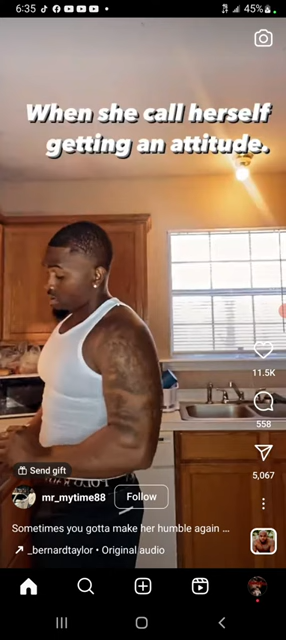 6:35
45%
When she call herself
getting an attitude.
11.5K
558
Send gift
5,067
mr_mytime88
Follow
Sometimes you gotta make her humble again ...
_bernardtaylor • Original audio